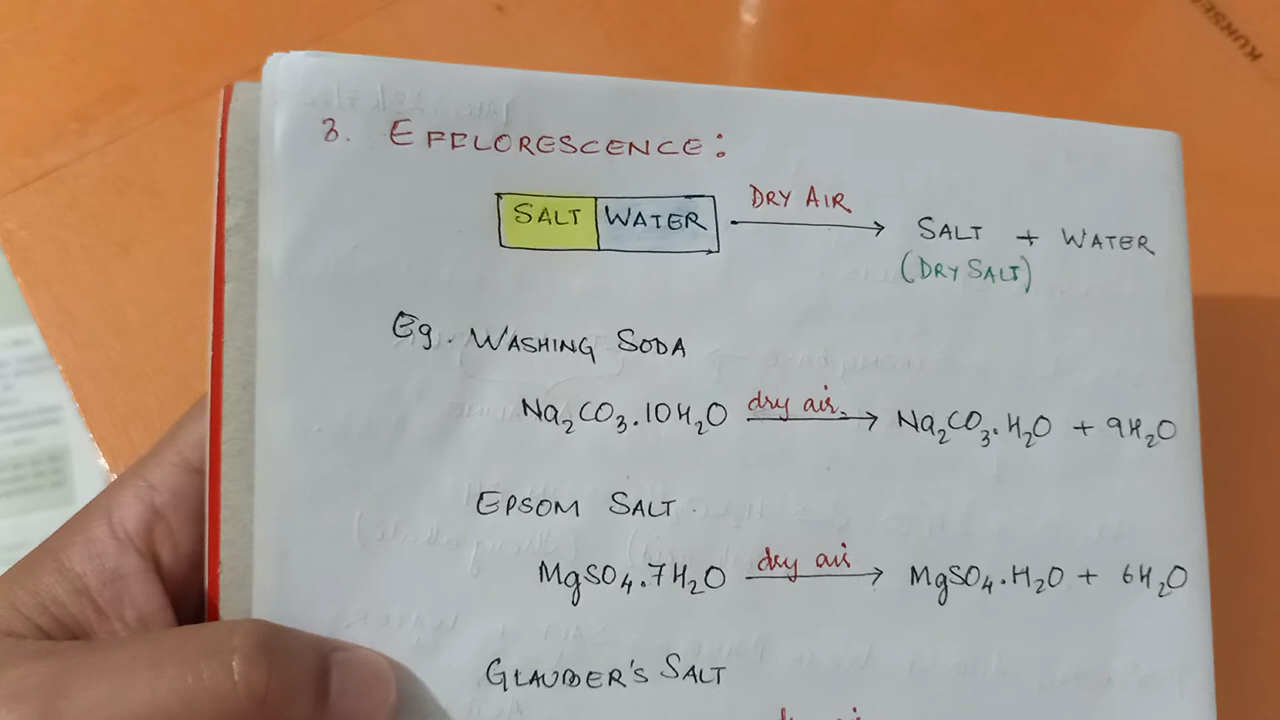 3. EFFLORESCENCE:
SALT WATER DRY AIR SALT + WATER
(DRY SALT)
Eg. WASHING SODA
Na₂CO₃.10H₂O dry air. Na₂CO₃.H₂O + 9H₂O
EPSOM SALT.
MgSO₄.7H₂O dry air MgSO₄.H₂O + 6H₂O
GLAUBER'S SALT
KURSE